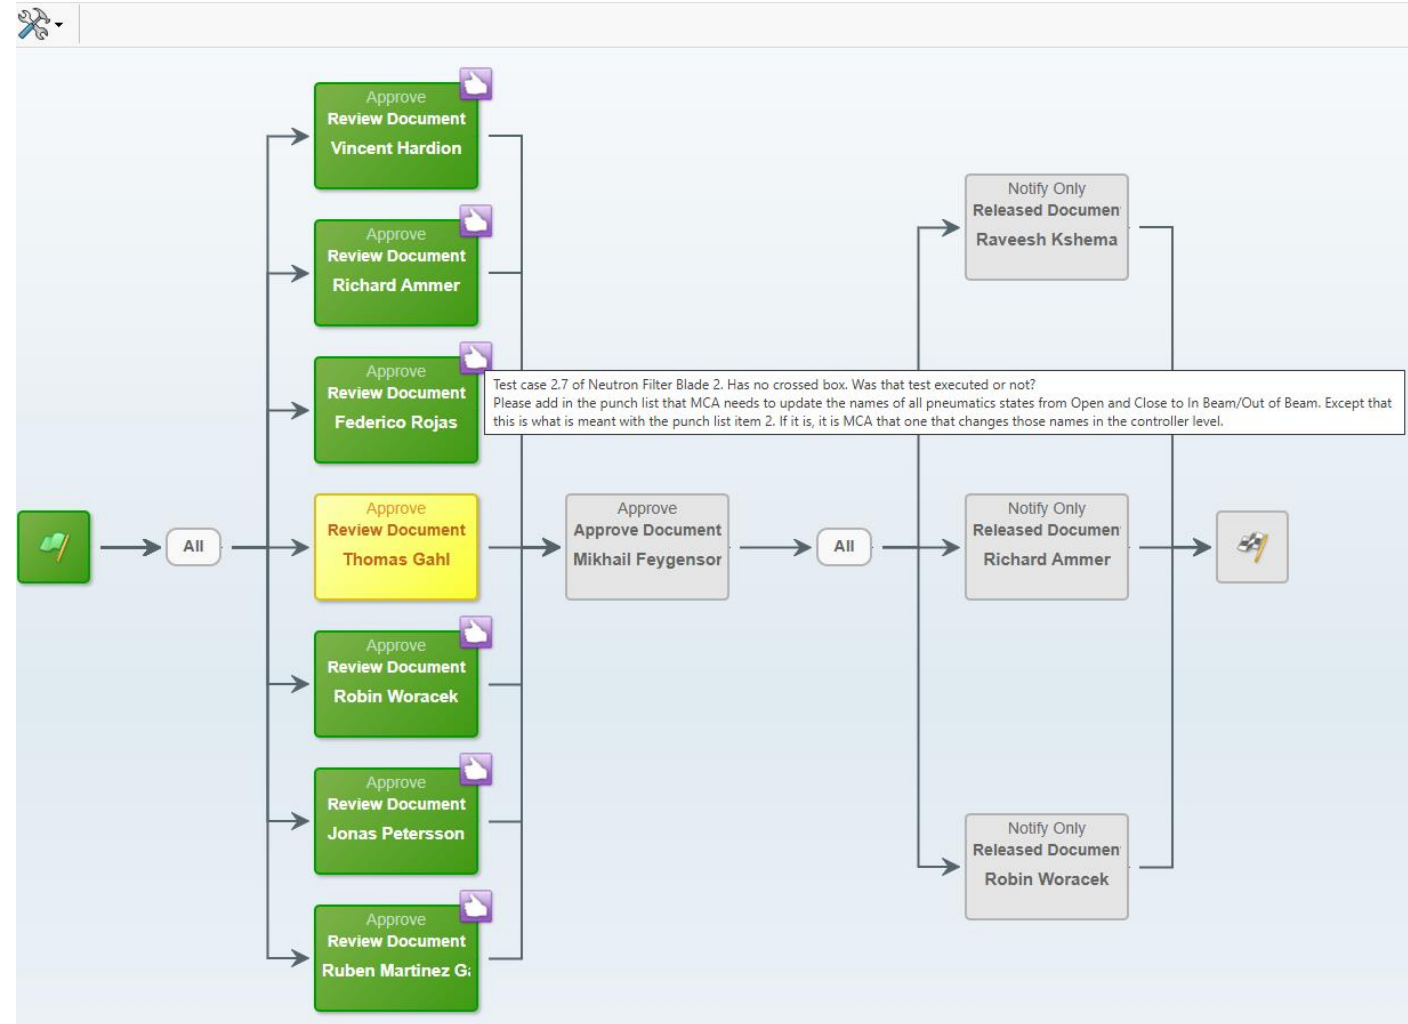 Approve
Review Document
Vincent Hardion
Approve
Review Document
Richard Ammer
Approve
Review Document
Federico Rojas
Test case 2.7 of Neutron Filter Blade 2. Has no crossed box. Was that test executed or not?
Please add in the punch list that MCA needs to update the names of all pneumatics states from Open and Close to In Beam/Out of Beam. Except that
this is what is meant with the punch list item 2. If it is, it is MCA that one that changes those names in the controller level.
All
Approve
Review Document
Thomas Gahl
Approve
Review Document
Robin Woracek
Approve
Review Document
Jonas Petersson
Approve
Review Document
Ruben Martinez Ga
Approve
Approve Document
Mikhail Feygensor
All
Notify Only
Released Documen
Raveesh Kshema
Notify Only
Released Documen
Richard Ammer
Notify Only
Released Documen
Robin Woracek